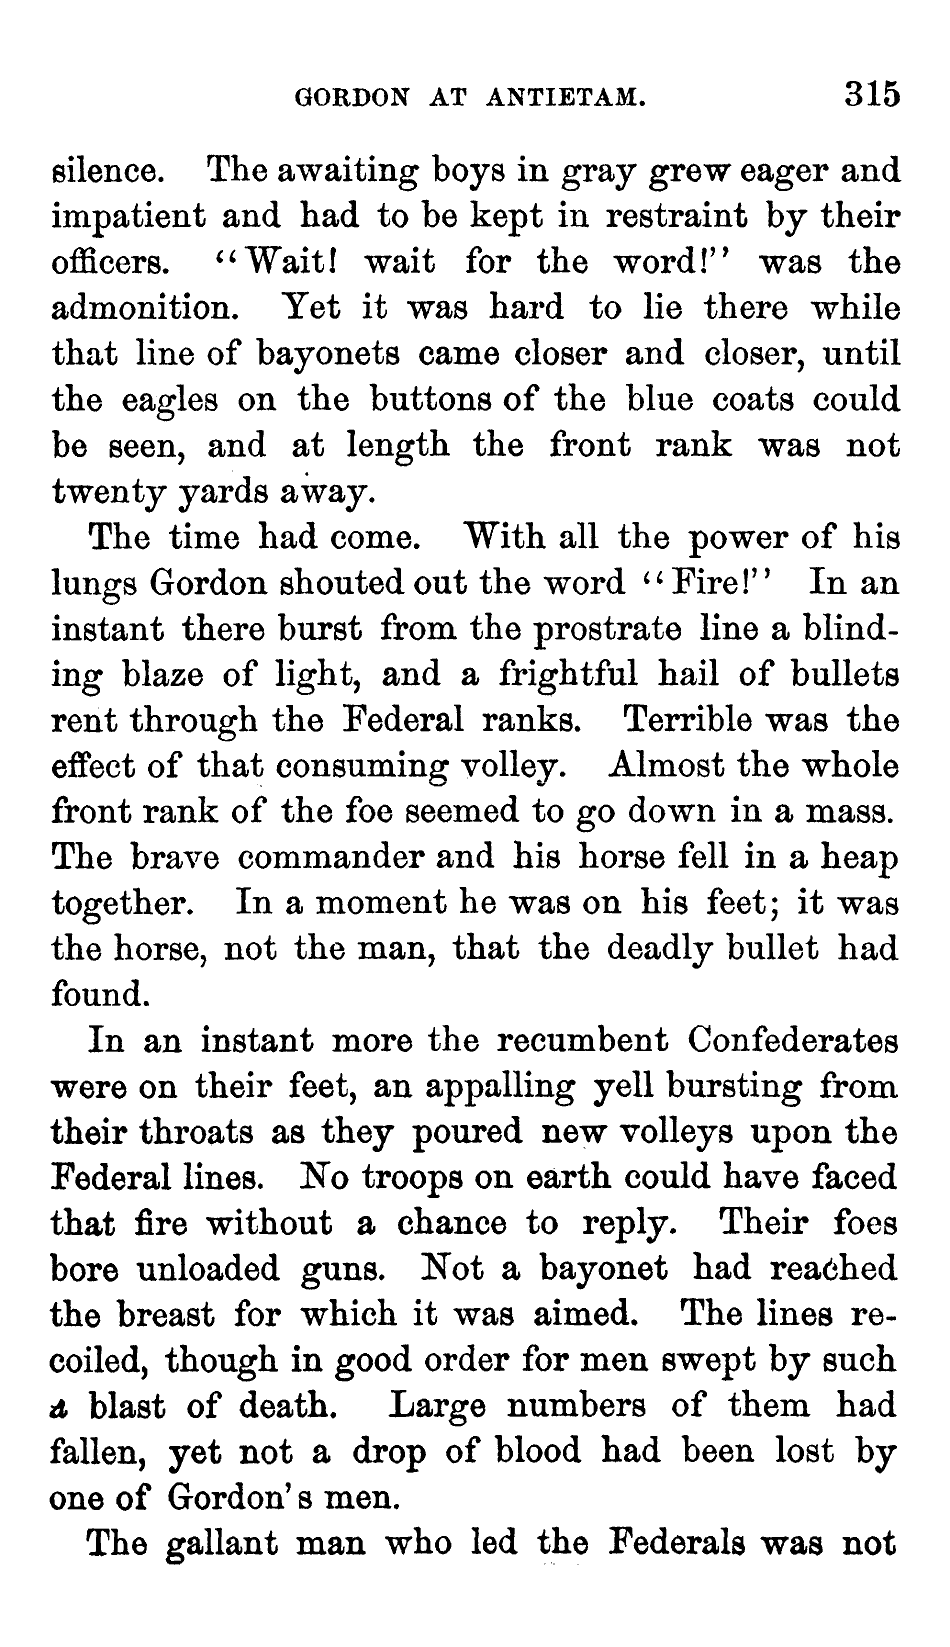 GORDON AT ANTIETAM. 315
silence. The awaiting boys in gray grew eager and
impatient and had to be kept in restraint by their
officers. “Wait! wait for the word!” was the
admonition. Yet it was hard to lie there while
that line of bayonets came closer and closer, until
the eagles on the buttons of the blue coats could
be seen, and at length the front rank was not
twenty yards away.
The time had come. With all the power of his
lungs Gordon shouted out the word “Fire!” In an
instant there burst from the prostrate line a blind-
ing blaze of light, and a frightful hail of bullets
rent through the Federal ranks. Terrible was the
effect of that consuming volley. Almost the whole
front rank of the foe seemed to go down in a mass.
The brave commander and his horse fell in a heap
together. In a moment he was on his feet; it was
the horse, not the man, that the deadly bullet had
found.
In an instant more the recumbent Confederates
were on their feet, an appalling yell bursting from
their throats as they poured new volleys upon the
Federal lines. No troops on earth could have faced
that fire without a chance to reply. Their foes
bore unloaded guns. Not a bayonet had reached
the breast for which it was aimed. The lines re-
coiled, though in good order for men swept by such
a blast of death. Large numbers of them had
fallen, yet not a drop of blood had been lost by
one of Gordon's men.
The gallant man who led the Federals was not